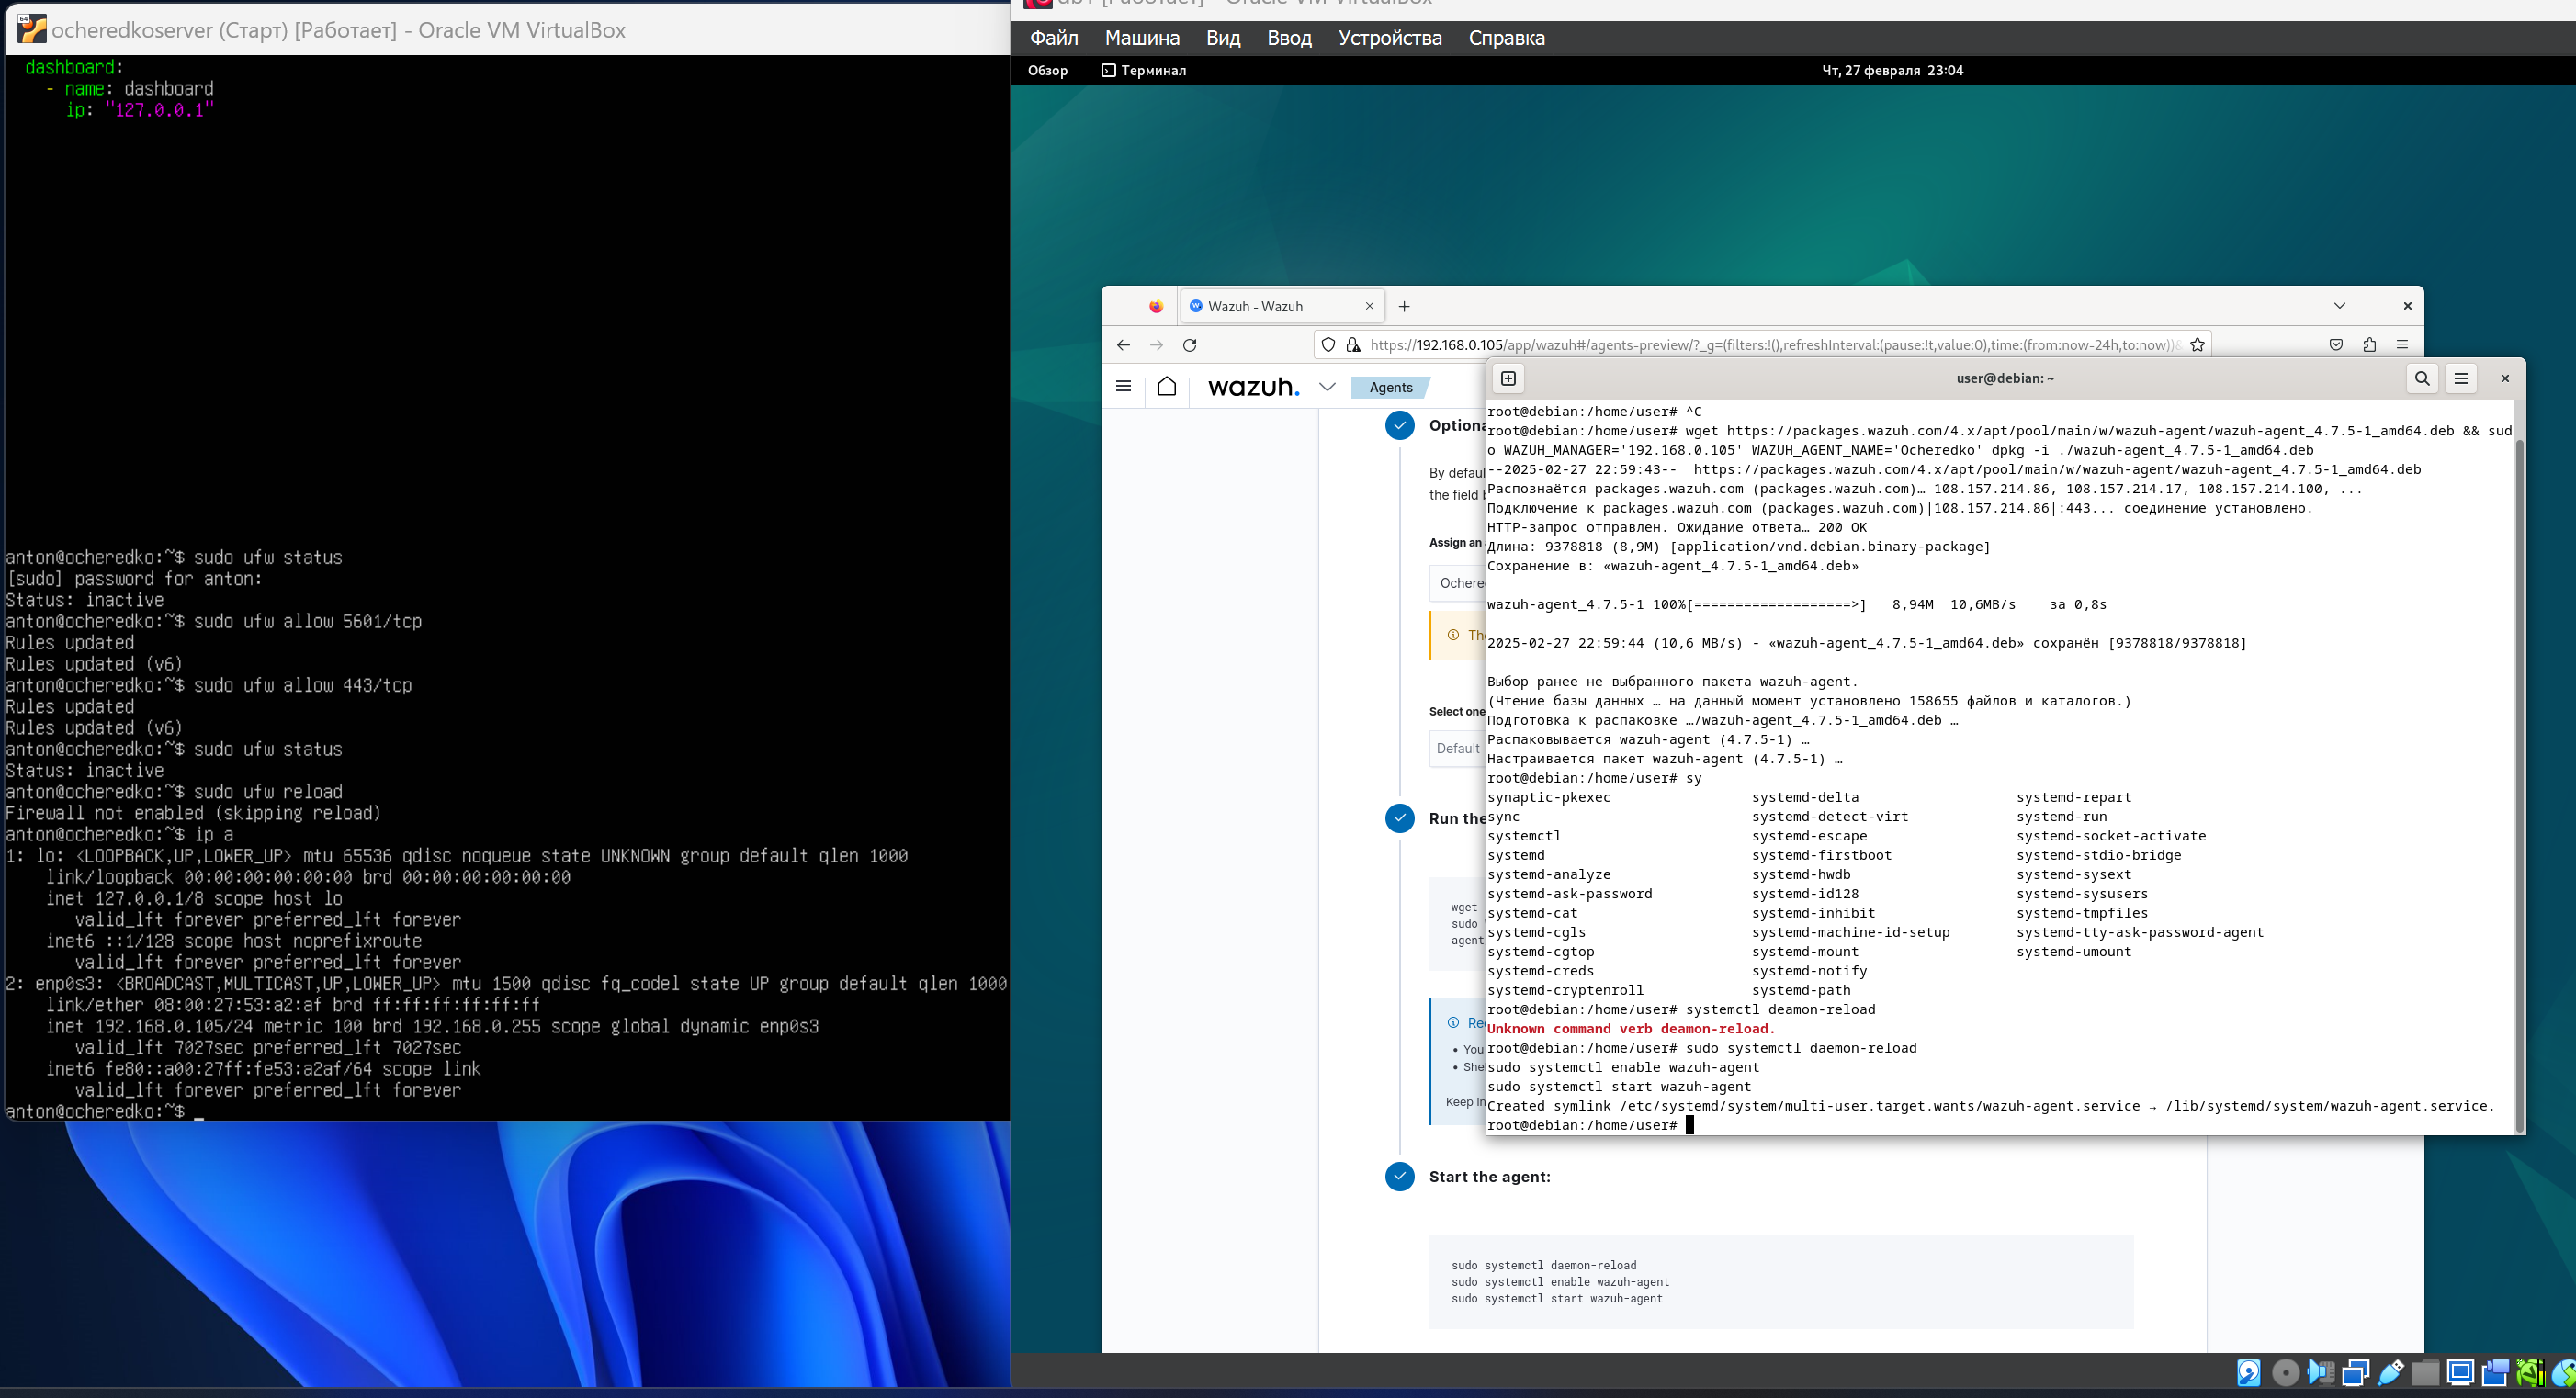 ocheredkoserver (Старт) [Работает] - Oracle VM VirtualBox
dashboard:
- name: dashboard
ip: "127.0.0.1"
anton@ocheredko:~$ sudo ufw status
[sudo] password for anton:
Status: inactive
anton@ocheredko:~$ sudo ufw allow 5601/tcp
Rules updated
Rules updated (v6)
anton@ocheredko:~$ sudo ufw allow 443/tcp
Rules updated
Rules updated (v6)
anton@ocheredko:~$ sudo ufw status
Status: inactive
anton@ocheredko:~$ sudo ufw reload
Firewall not enabled (skipping reload)
anton@ocheredko:~$ ip a
1: lo: <LOOPBACK,UP,LOWER_UP> mtu 65536 qdisc noqueue state UNKNOWN group default qlen 1000
link/loopback 00:00:00:00:00:00 brd 00:00:00:00:00:00
inet 127.0.0.1/8 scope host lo
valid_lft forever preferred_lft forever
inet6 ::1/128 scope host noprefixroute
valid_lft forever preferred_lft forever
2: enp0s3: <BROADCAST,MULTICAST,UP,LOWER_UP> mtu 1500 qdisc fq_codel state UP group default qlen 1000
link/ether 08:00:27:53:a2:af brd ff:ff:ff:ff:ff:ff
inet 192.168.0.105/24 metric 100 brd 192.168.0.255 scope global dynamic enp0s3
valid_lft 7027sec preferred_lft 7027sec
inet6 fe80::a00:27ff:fe53:a2af/64 scope link
valid_lft forever preferred_lft forever
anton@ocheredko:~$ _
[Работает] - Oracle VM VirtualBox
Файл Машина Вид Ввод Устройства Справка
Обзор Терминал Чт, 27 февраля 23:04
Wazuh - Wazuh
https://192.168.0.105/app/wazuh#/agents-preview/?_g=(filters:!(),refreshInterval:(pause:!t,value:0),time:(from:now-24h,to:now))&
wazuh. Agents
Optiona
By defaul
the field b
Assign an a
Ochere
The
Select one
Default
Run the
wget
sudo
agent_
Rec
• You
• She
Keep in
Start the agent:
sudo systemctl daemon-reload
sudo systemctl enable wazuh-agent
sudo systemctl start wazuh-agent
user@debian: ~
root@debian:/home/user# ^C
root@debian:/home/user# wget https://packages.wazuh.com/4.x/apt/pool/main/w/wazuh-agent/wazuh-agent_4.7.5-1_amd64.deb && sud
o WAZUH_MANAGER='192.168.0.105' WAZUH_AGENT_NAME='Ocheredko' dpkg -i ./wazuh-agent_4.7.5-1_amd64.deb
--2025-02-27 22:59:43-- https://packages.wazuh.com/4.x/apt/pool/main/w/wazuh-agent/wazuh-agent_4.7.5-1_amd64.deb
Распознаётся packages.wazuh.com (packages.wazuh.com)… 108.157.214.86, 108.157.214.17, 108.157.214.100, ...
Подключение к packages.wazuh.com (packages.wazuh.com)|108.157.214.86|:443... соединение установлено.
HTTP-запрос отправлен. Ожидание ответа… 200 OK
Длина: 9378818 (8,9M) [application/vnd.debian.binary-package]
Сохранение в: «wazuh-agent_4.7.5-1_amd64.deb»
wazuh-agent_4.7.5-1 100%[===================>] 8,94M 10,6MB/s за 0,8s
2025-02-27 22:59:44 (10,6 MB/s) - «wazuh-agent_4.7.5-1_amd64.deb» сохранён [9378818/9378818]
Выбор ранее не выбранного пакета wazuh-agent.
(Чтение базы данных … на данный момент установлено 158655 файлов и каталогов.)
Подготовка к распаковке …/wazuh-agent_4.7.5-1_amd64.deb …
Распаковывается wazuh-agent (4.7.5-1) …
Настраивается пакет wazuh-agent (4.7.5-1) …
root@debian:/home/user# sy
synaptic-pkexec systemd-delta systemd-repart
sync systemd-detect-virt systemd-run
systemctl systemd-escape systemd-socket-activate
systemd systemd-firstboot systemd-stdio-bridge
systemd-analyze systemd-hwdb systemd-sysext
systemd-ask-password systemd-id128 systemd-sysusers
systemd-cat systemd-inhibit systemd-tmpfiles
systemd-cgls systemd-machine-id-setup systemd-tty-ask-password-agent
systemd-cgtop systemd-mount systemd-umount
systemd-creds systemd-notify
systemd-cryptenroll systemd-path
root@debian:/home/user# systemctl deamon-reload
Unknown command verb deamon-reload.
root@debian:/home/user# sudo systemctl daemon-reload
sudo systemctl enable wazuh-agent
sudo systemctl start wazuh-agent
Created symlink /etc/systemd/system/multi-user.target.wants/wazuh-agent.service → /lib/systemd/system/wazuh-agent.service.
root@debian:/home/user#